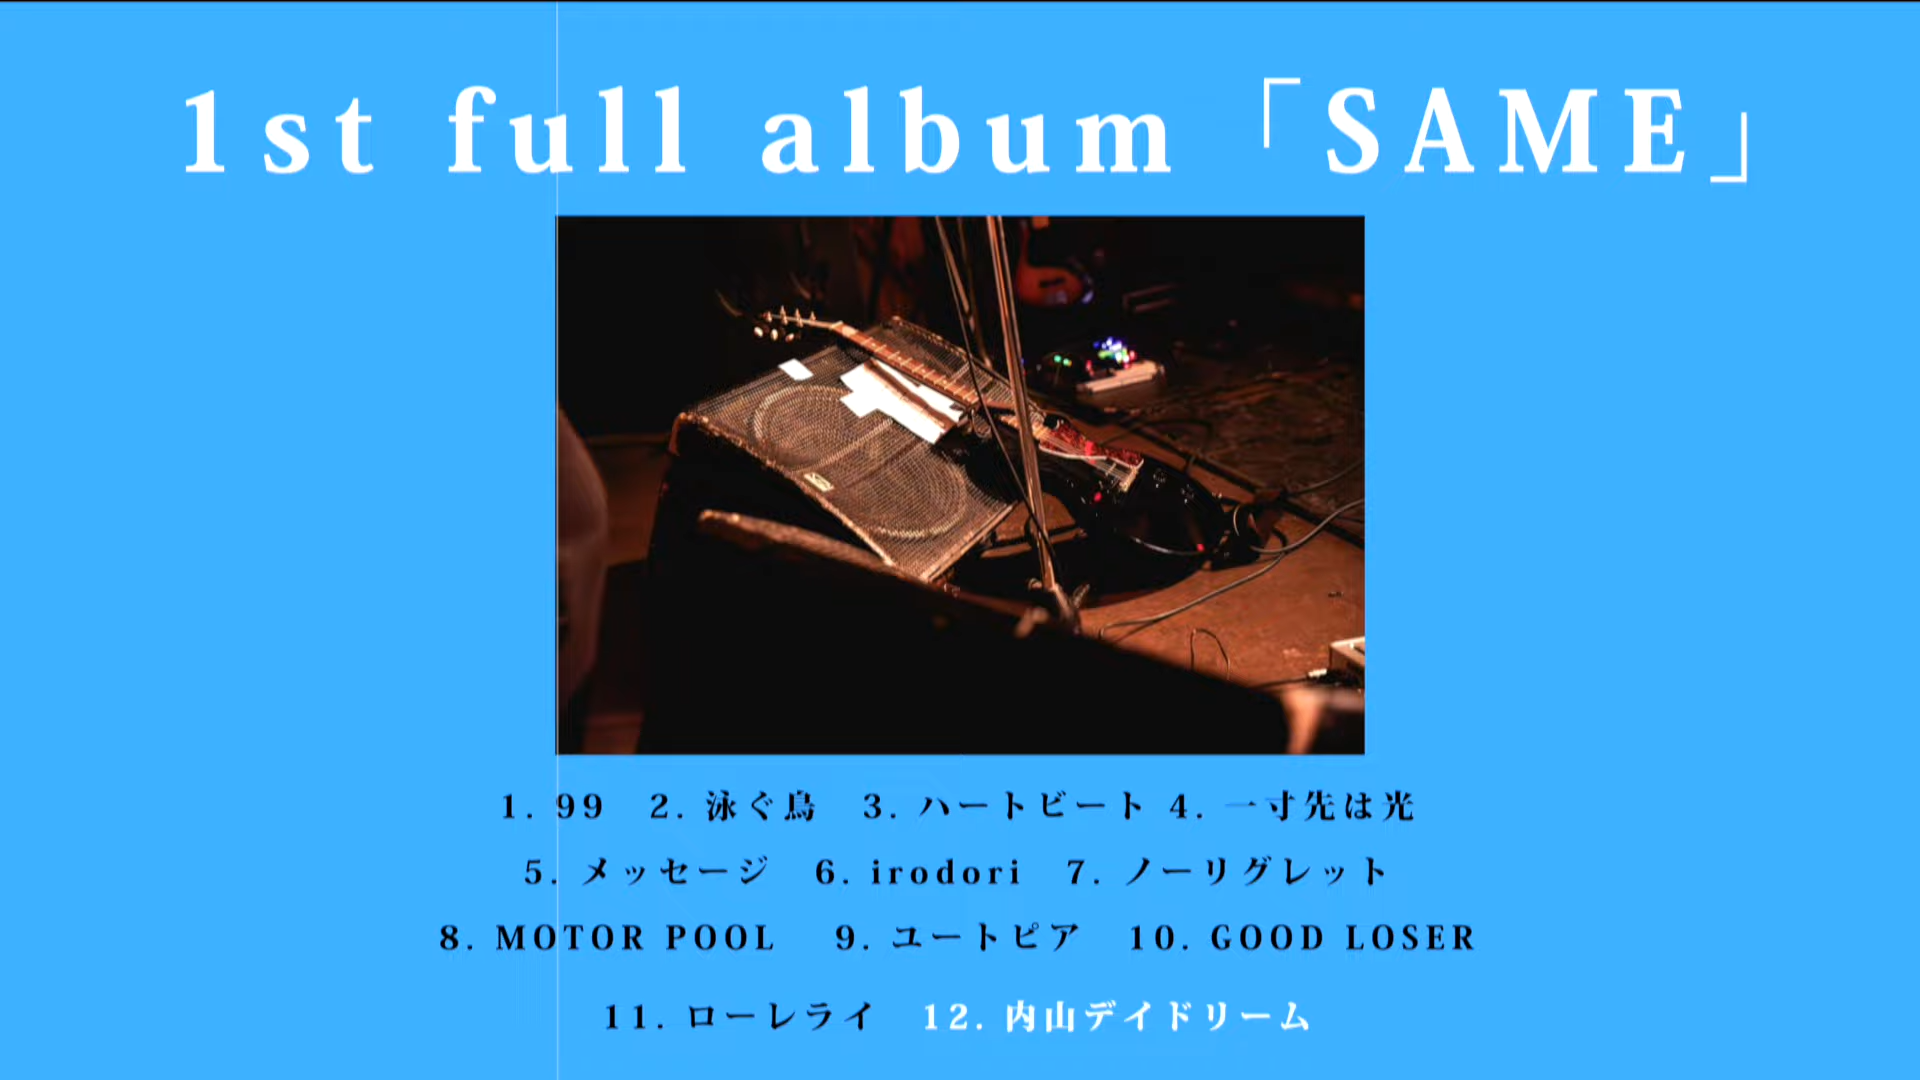 1st full album「SAME」
1. 99　2. 泳ぐ鳥　3. ハートビート 4. 一寸先は光
5. メッセージ　6. irodori　7. ノーリグレット
8. MOTOR POOL　9. ユートピア　10. GOOD LOSER
11. ローレライ　12. 内山デイドリーム